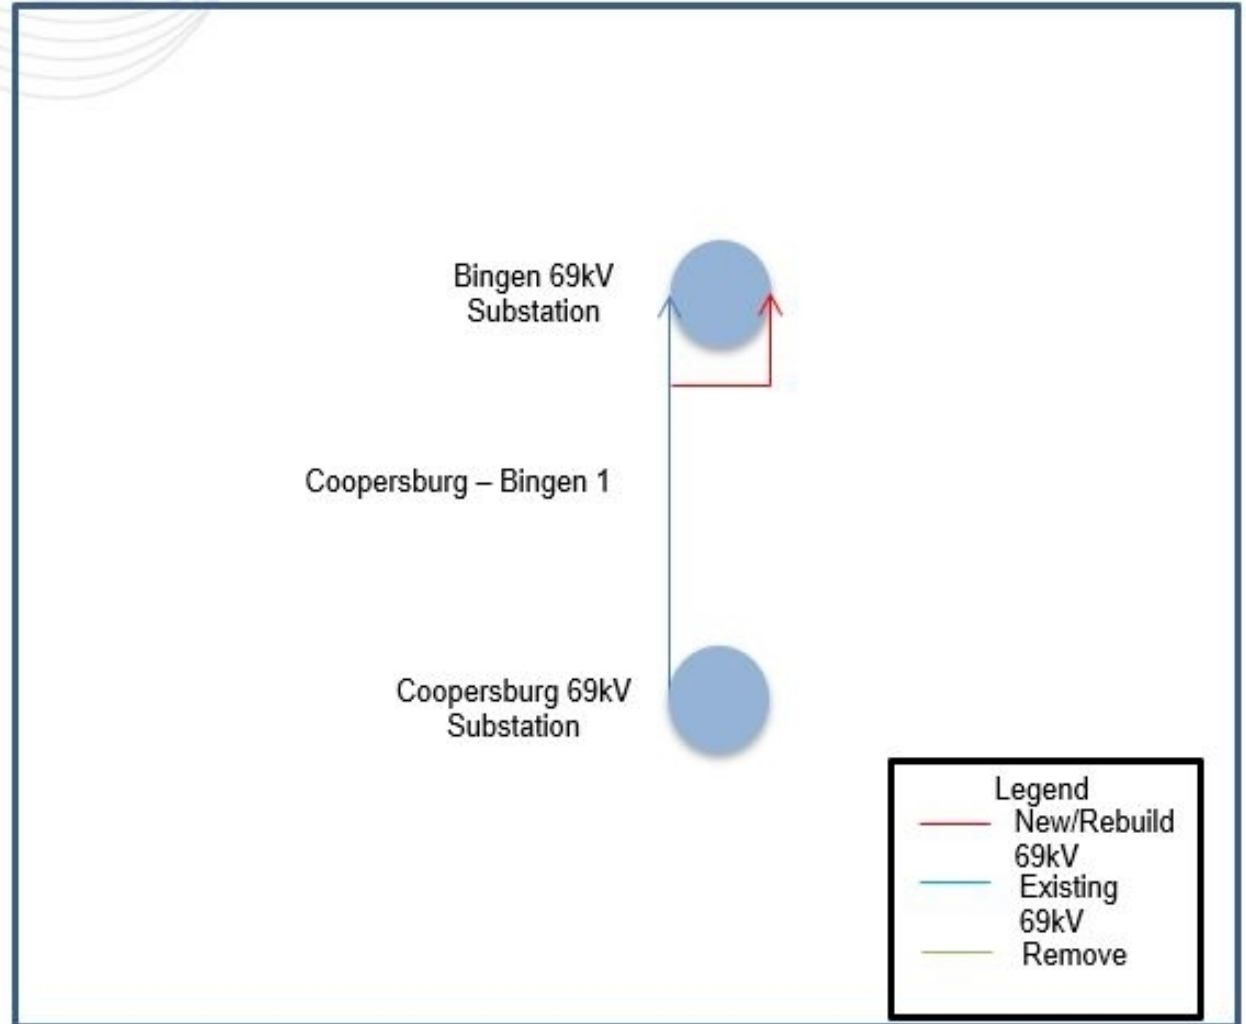 Bingen 69kV
Substation
Coopersburg – Bingen 1
Coopersburg 69kV
Substation
Legend
New/Rebuild
69kV
Existing
69kV
Remove